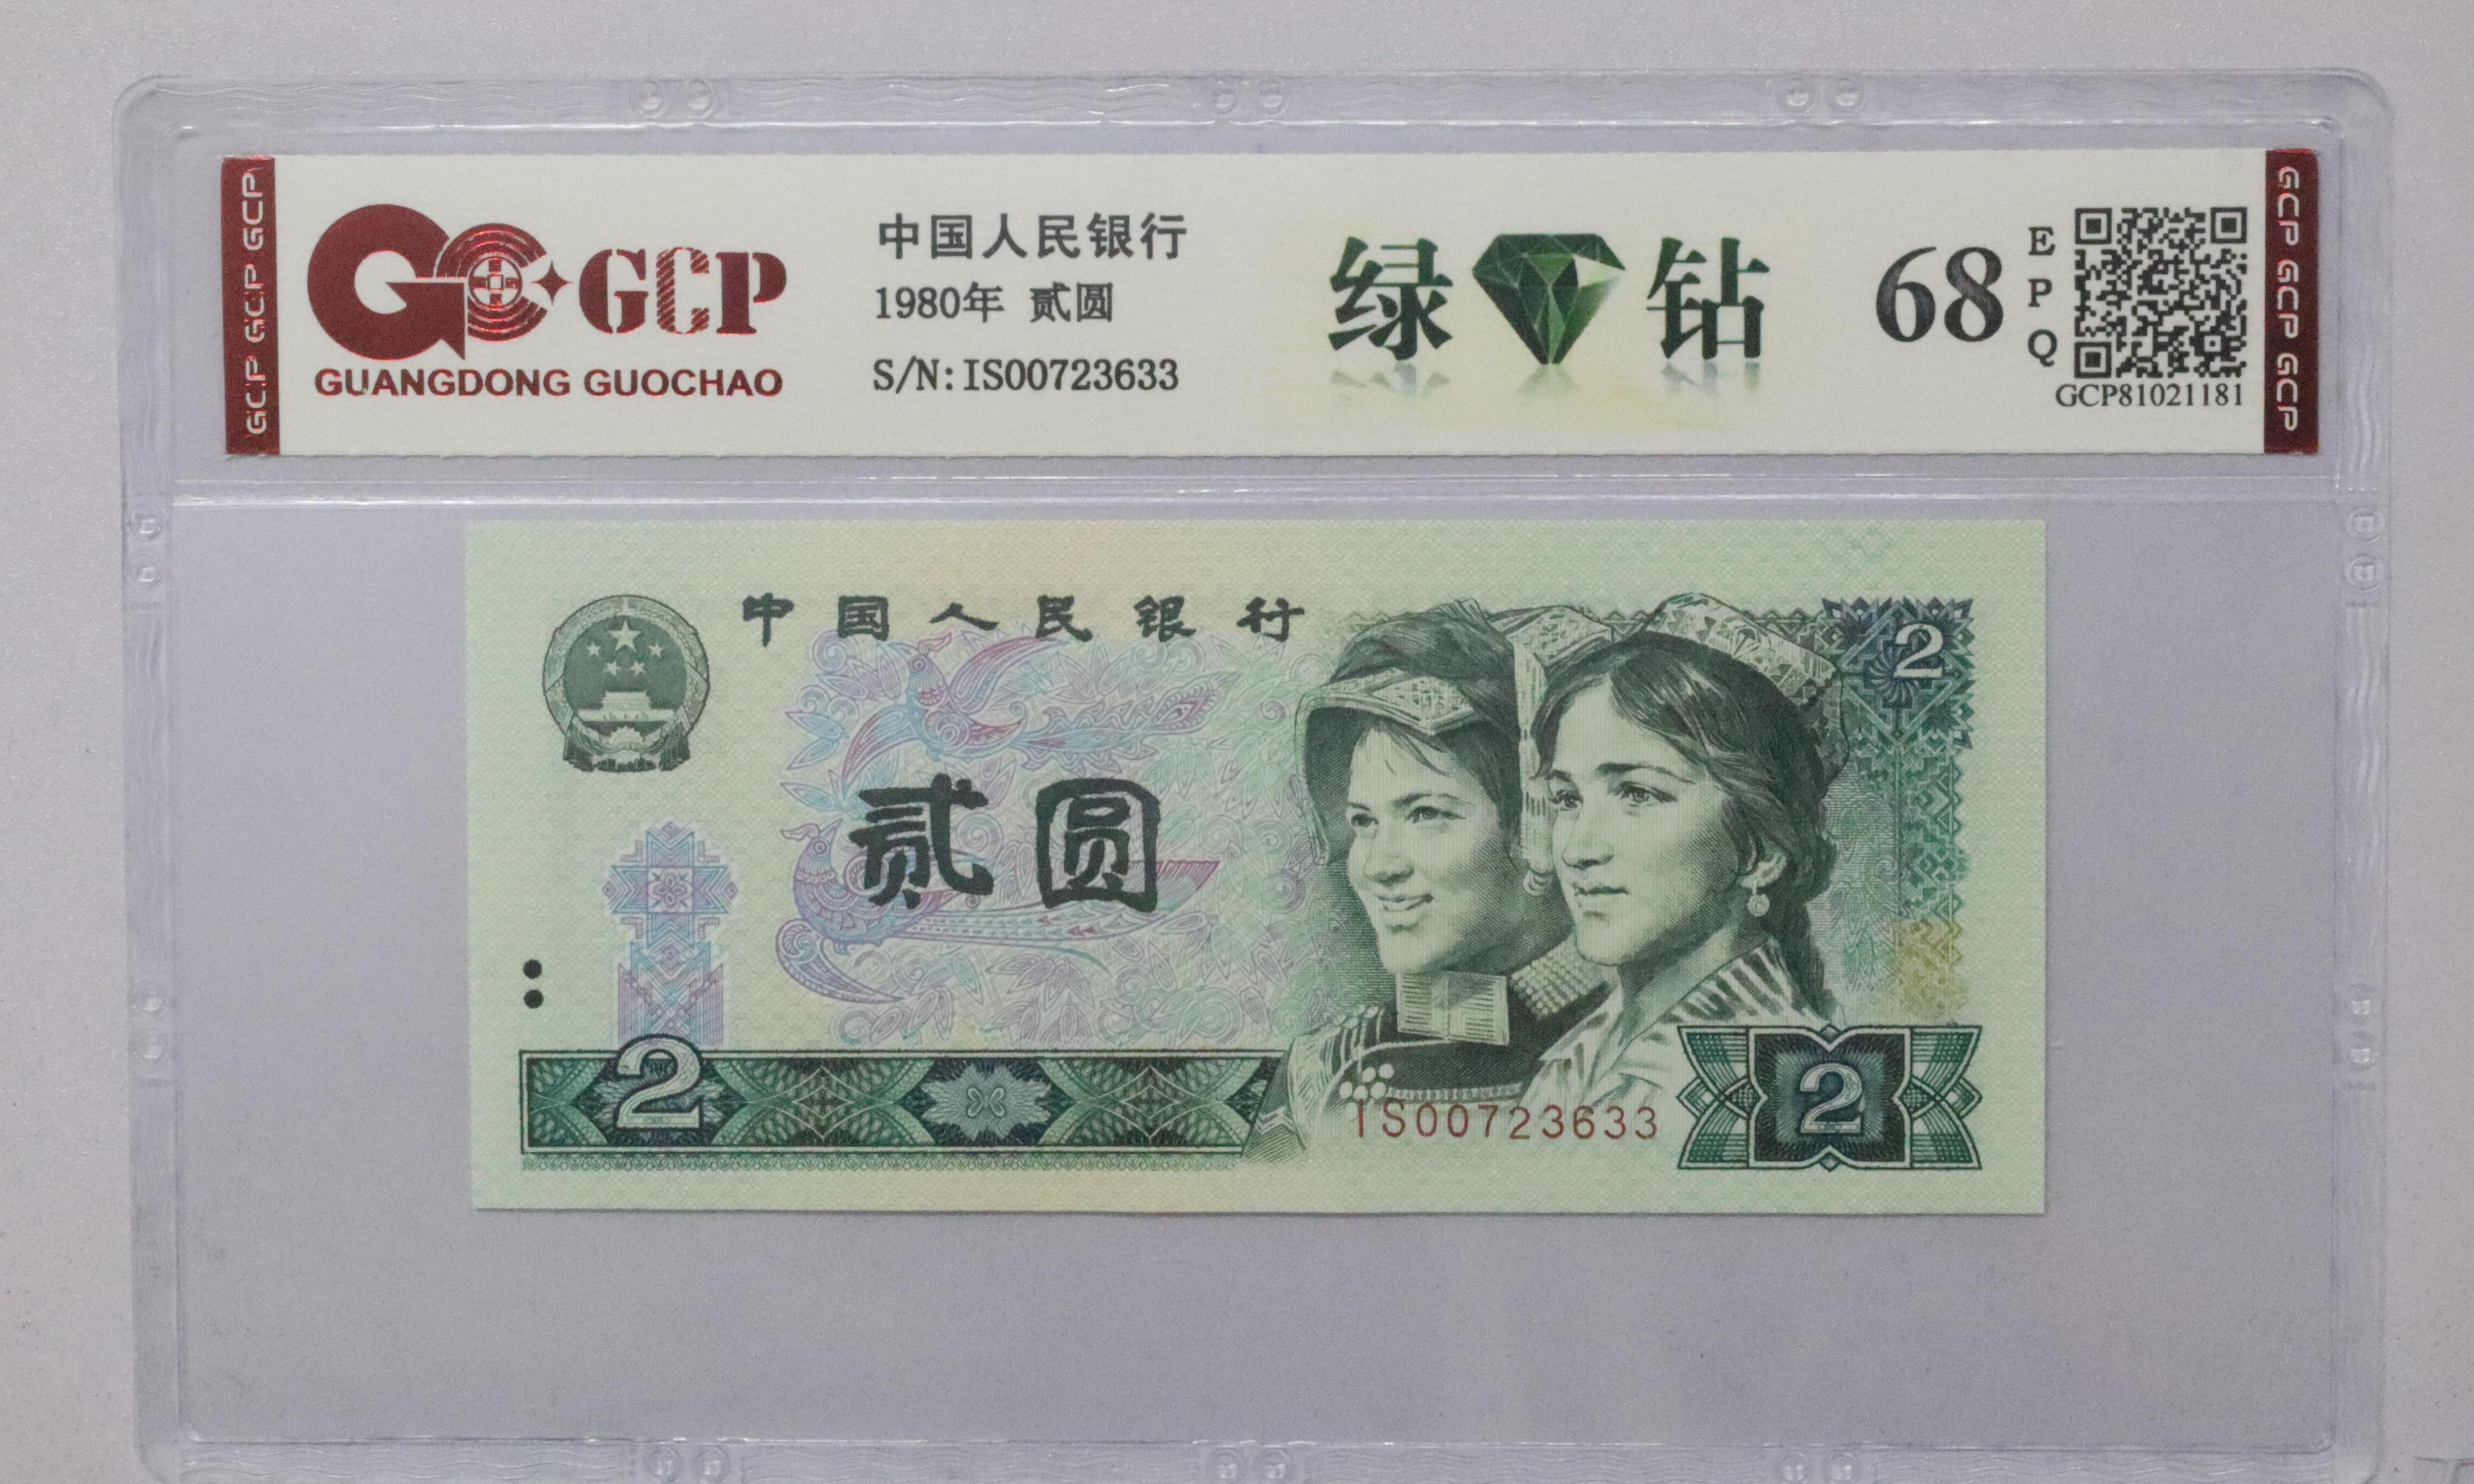 GCP GCP GCP
GCP
GUANGDONG GUOCHAO
中国人民银行
1980年 贰圆
S/N:IS00723633
绿钻
68
E
P
Q
GCP81021181
GCP GCP GCP
中国人民银行
2
贰圆
2
IS00723633
2